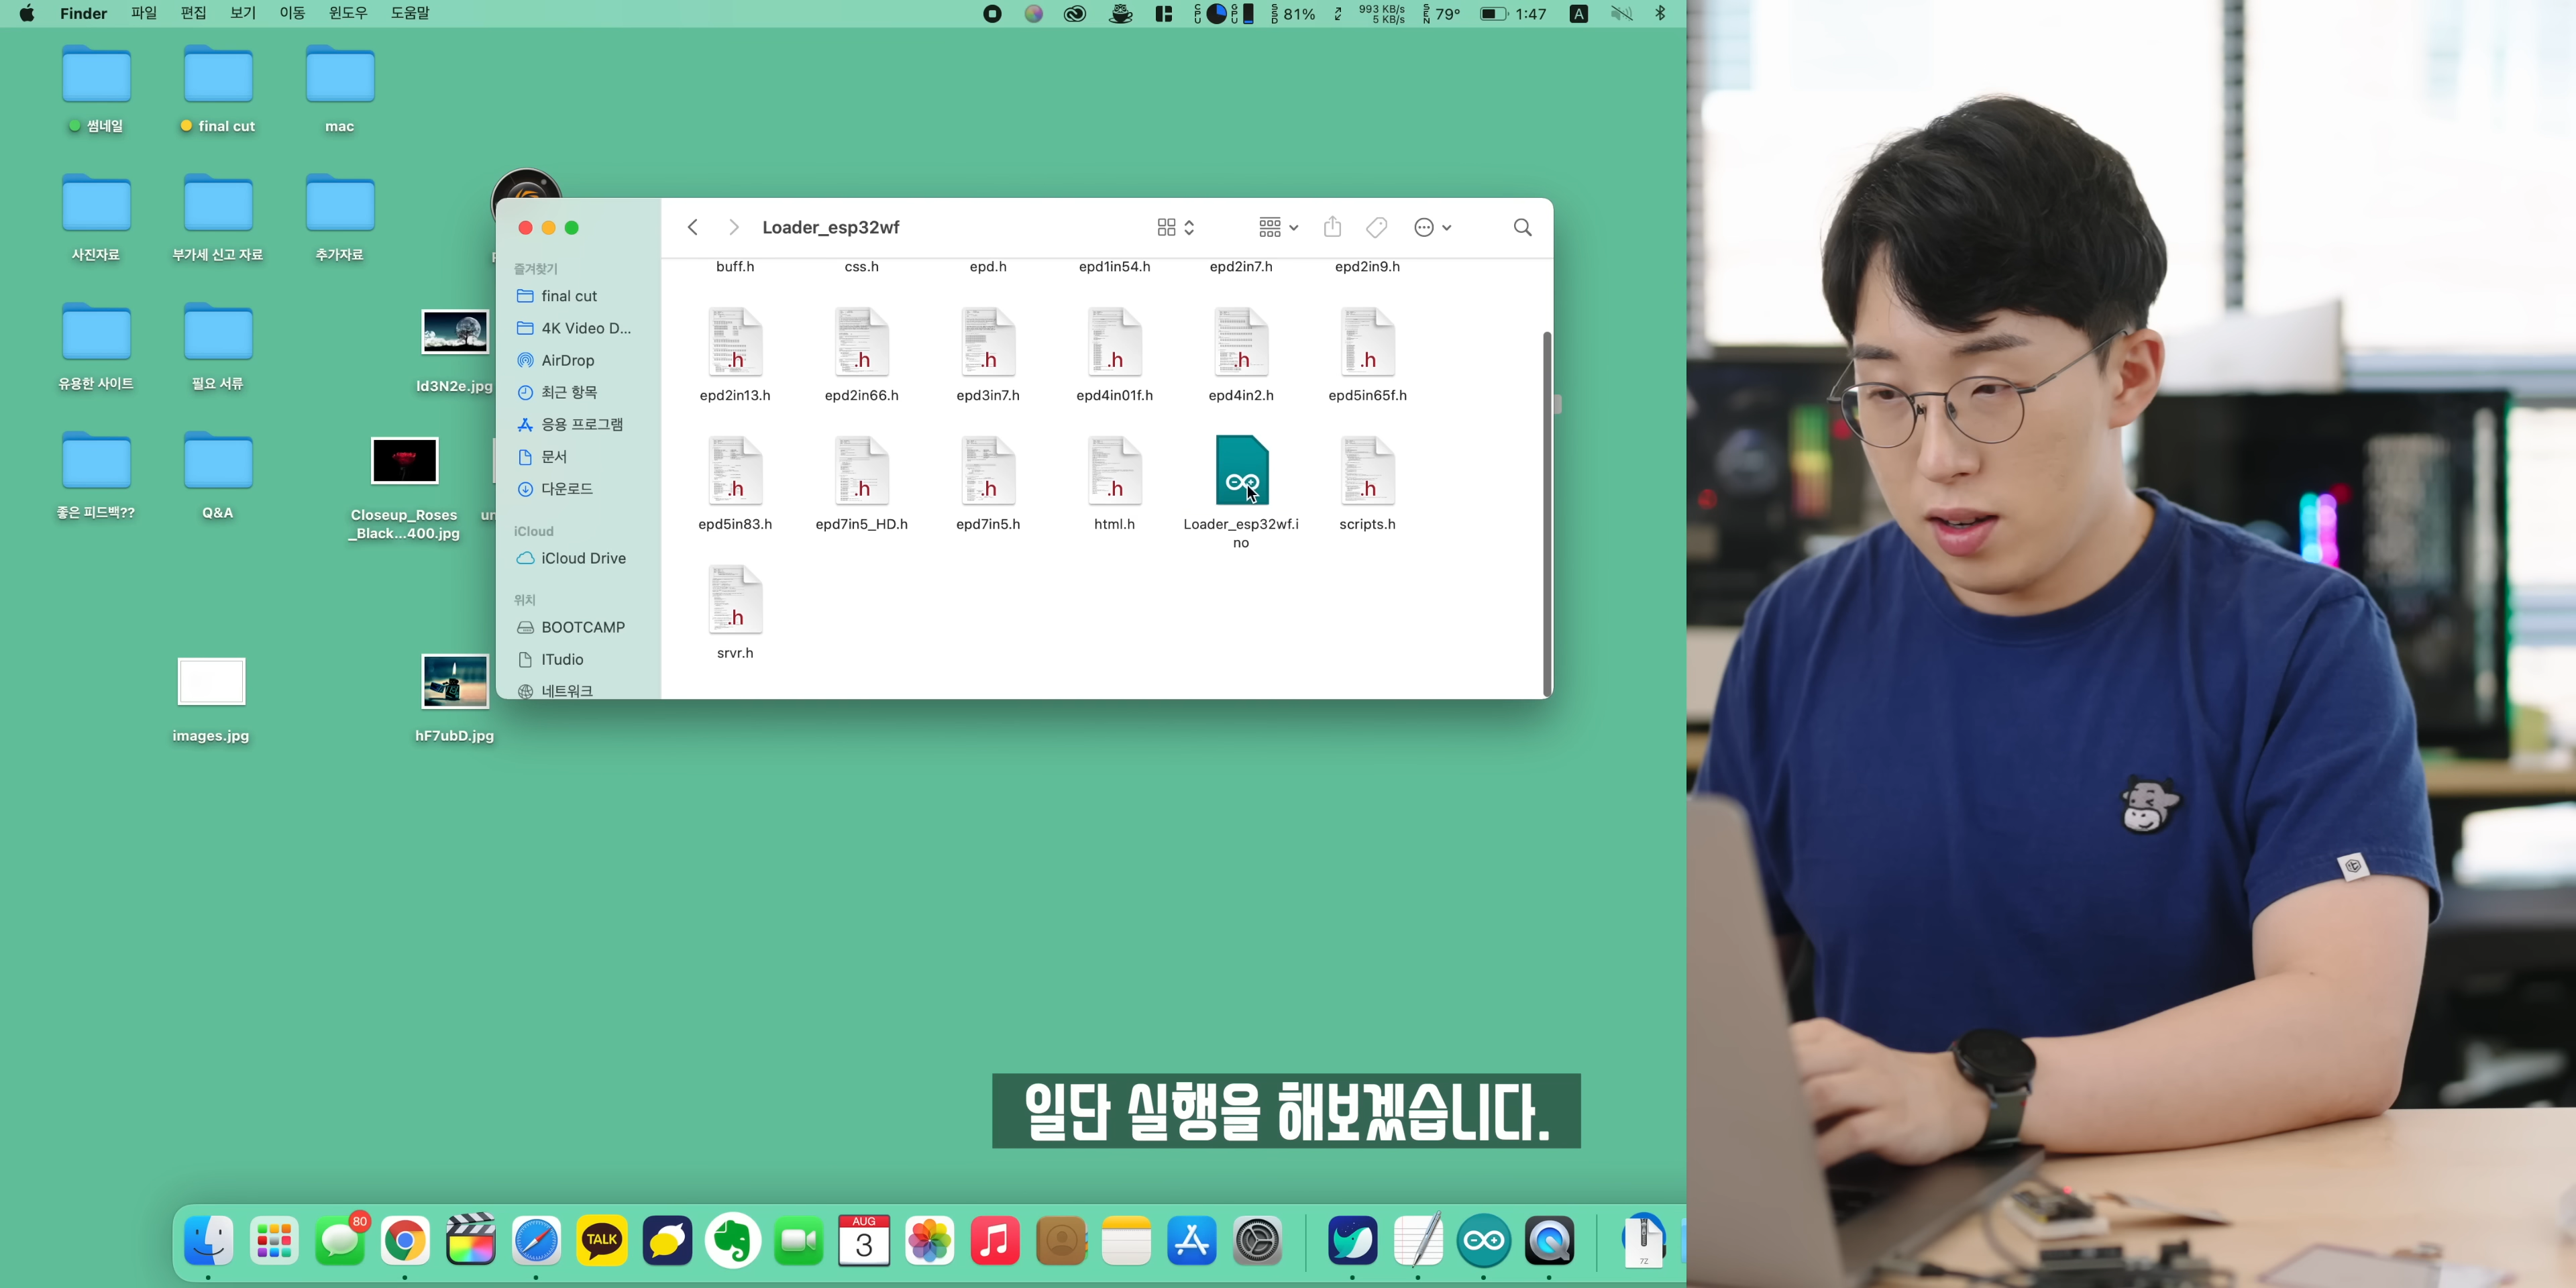 Finder 파일 편집 보기 이동 윈도우 도움말
CPU GPU SSD 81% 993 KB/s 5 KB/s SEN 79° 1:47 A
썸네일 final cut mac
사진자료 부가세 신고 자료 추가자료
유용한 사이트 필요 서류
좋은 피드백?? Q&A
ld3N2e.jpg
Closeup_Roses
_Black...400.jpg
un
images.jpg
hF7ubD.jpg
Loader_esp32wf
즐겨찾기
final cut
4K Video D...
AirDrop
최근 항목
응용 프로그램
문서
다운로드
iCloud
iCloud Drive
위치
BOOTCAMP
ITudio
네트워크
buff.h css.h epd.h epd1in54.h epd2in7.h epd2in9.h
.h .h .h .h .h .h
epd2in13.h epd2in66.h epd3in7.h epd4in01f.h epd4in2.h epd5in65f.h
.h .h .h .h .h
epd5in83.h epd7in5_HD.h epd7in5.h html.h Loader_esp32wf.i
no scripts.h
.h
srvr.h
일단 실행을 해보겠습니다.
80
TALK
AUG
3
7Z